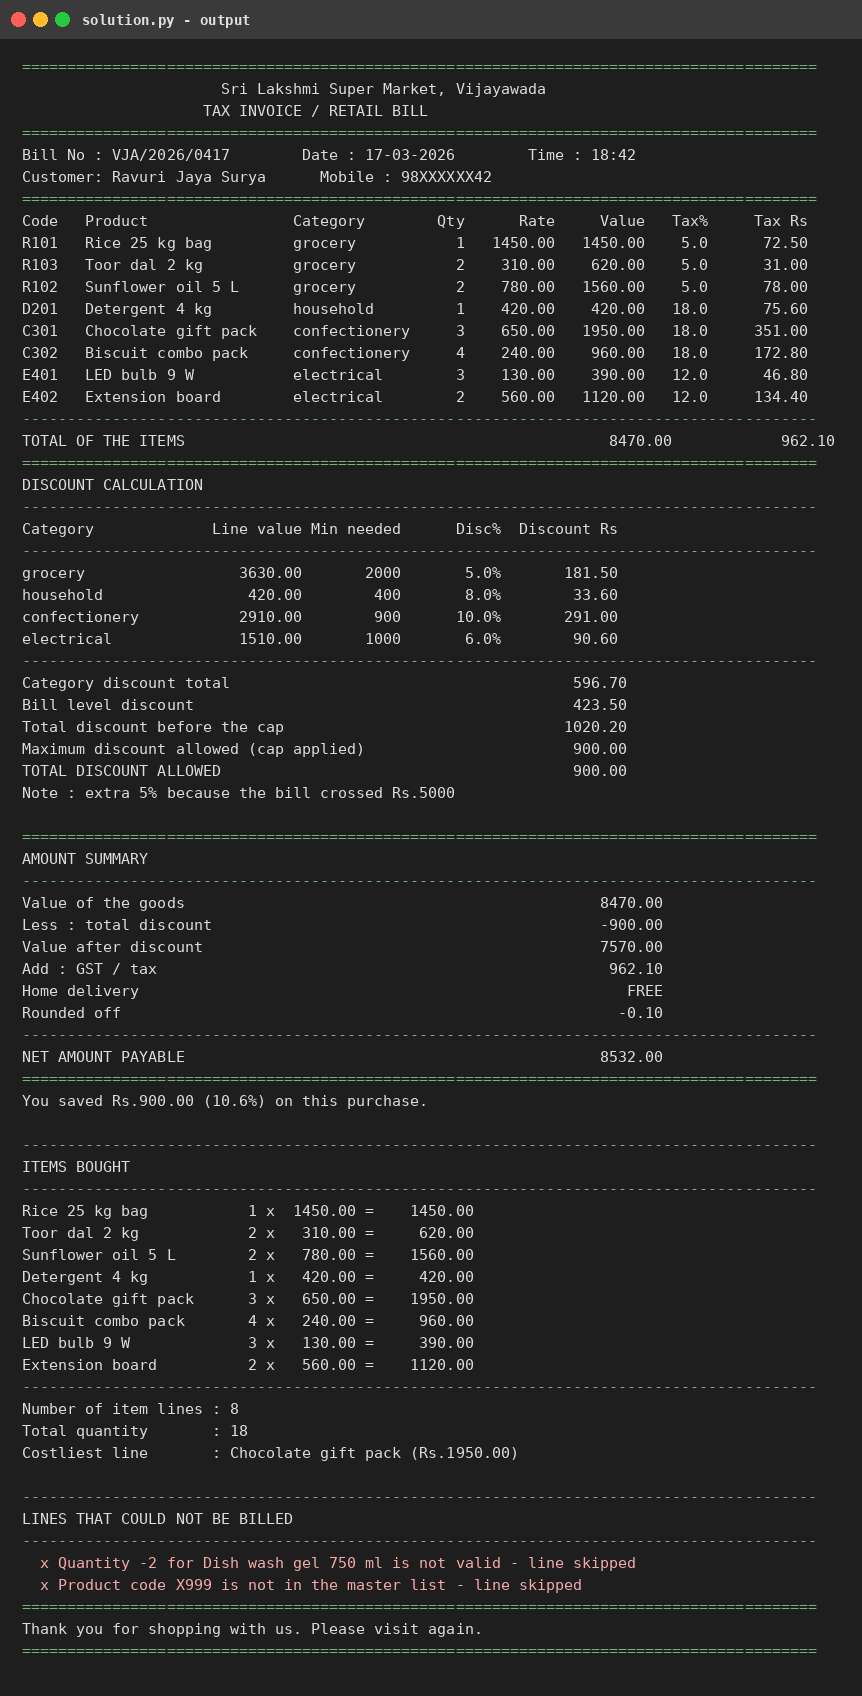 solution.py - output
=======================================================================================
                      Sri Lakshmi Super Market, Vijayawada
                    TAX INVOICE / RETAIL BILL
=======================================================================================
Bill No : VJA/2026/0417        Date : 17-03-2026        Time : 18:42
Customer: Ravuri Jaya Surya      Mobile : 98XXXXXX42
=======================================================================================
Code   Product                Category        Qty      Rate     Value   Tax%     Tax Rs
R101   Rice 25 kg bag         grocery           1   1450.00   1450.00    5.0      72.50
R103   Toor dal 2 kg          grocery           2    310.00    620.00    5.0      31.00
R102   Sunflower oil 5 L      grocery           2    780.00   1560.00    5.0      78.00
D201   Detergent 4 kg         household         1    420.00    420.00   18.0      75.60
C301   Chocolate gift pack    confectionery     3    650.00   1950.00   18.0     351.00
C302   Biscuit combo pack     confectionery     4    240.00    960.00   18.0     172.80
E401   LED bulb 9 W           electrical        3    130.00    390.00   12.0      46.80
E402   Extension board        electrical        2    560.00   1120.00   12.0     134.40
---------------------------------------------------------------------------------------
TOTAL OF THE ITEMS                                               8470.00            962.10
=======================================================================================
DISCOUNT CALCULATION
---------------------------------------------------------------------------------------
Category             Line value Min needed      Disc%  Discount Rs
---------------------------------------------------------------------------------------
grocery                 3630.00       2000       5.0%       181.50
household                420.00        400       8.0%        33.60
confectionery           2910.00        900      10.0%       291.00
electrical              1510.00       1000       6.0%        90.60
---------------------------------------------------------------------------------------
Category discount total                                      596.70
Bill level discount                                          423.50
Total discount before the cap                               1020.20
Maximum discount allowed (cap applied)                       900.00
TOTAL DISCOUNT ALLOWED                                       900.00
Note : extra 5% because the bill crossed Rs.5000
=======================================================================================
AMOUNT SUMMARY
---------------------------------------------------------------------------------------
Value of the goods                                              8470.00
Less : total discount                                           -900.00
Value after discount                                            7570.00
Add : GST / tax                                                  962.10
Home delivery                                                      FREE
Rounded off                                                       -0.10
---------------------------------------------------------------------------------------
NET AMOUNT PAYABLE                                              8532.00
=======================================================================================
You saved Rs.900.00 (10.6%) on this purchase.
---------------------------------------------------------------------------------------
ITEMS BOUGHT
---------------------------------------------------------------------------------------
Rice 25 kg bag           1 x  1450.00 =    1450.00
Toor dal 2 kg            2 x   310.00 =     620.00
Sunflower oil 5 L        2 x   780.00 =    1560.00
Detergent 4 kg           1 x   420.00 =     420.00
Chocolate gift pack      3 x   650.00 =    1950.00
Biscuit combo pack       4 x   240.00 =     960.00
LED bulb 9 W             3 x   130.00 =     390.00
Extension board          2 x   560.00 =    1120.00
---------------------------------------------------------------------------------------
Number of item lines : 8
Total quantity       : 18
Costliest line       : Chocolate gift pack (Rs.1950.00)
---------------------------------------------------------------------------------------
LINES THAT COULD NOT BE BILLED
---------------------------------------------------------------------------------------
  x Quantity -2 for Dish wash gel 750 ml is not valid - line skipped
  x Product code X999 is not in the master list - line skipped
=======================================================================================
Thank you for shopping with us. Please visit again.
=======================================================================================